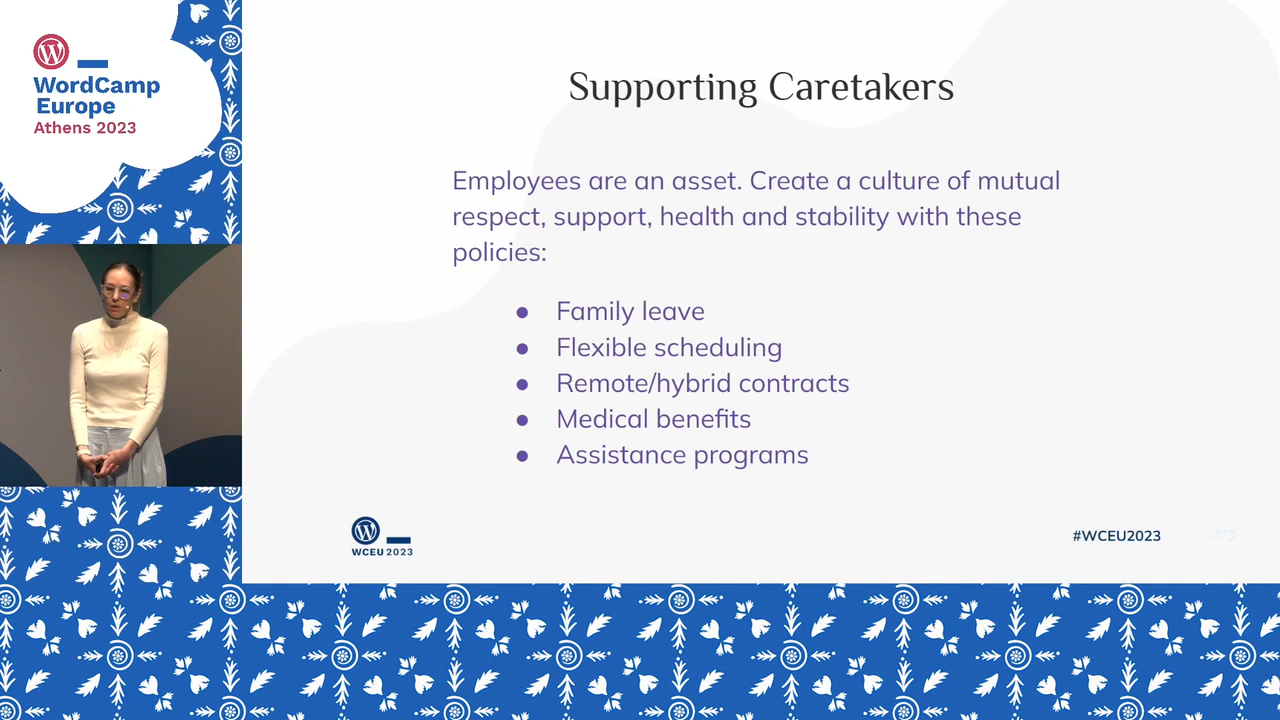 WordCamp
Europe
Athens 2023
Supporting Caretakers
Employees are an asset. Create a culture of mutual
respect, support, health and stability with these
policies:
● Family leave
● Flexible scheduling
● Remote/hybrid contracts
● Medical benefits
● Assistance programs
WCEU 2023
#WCEU2023
בייה